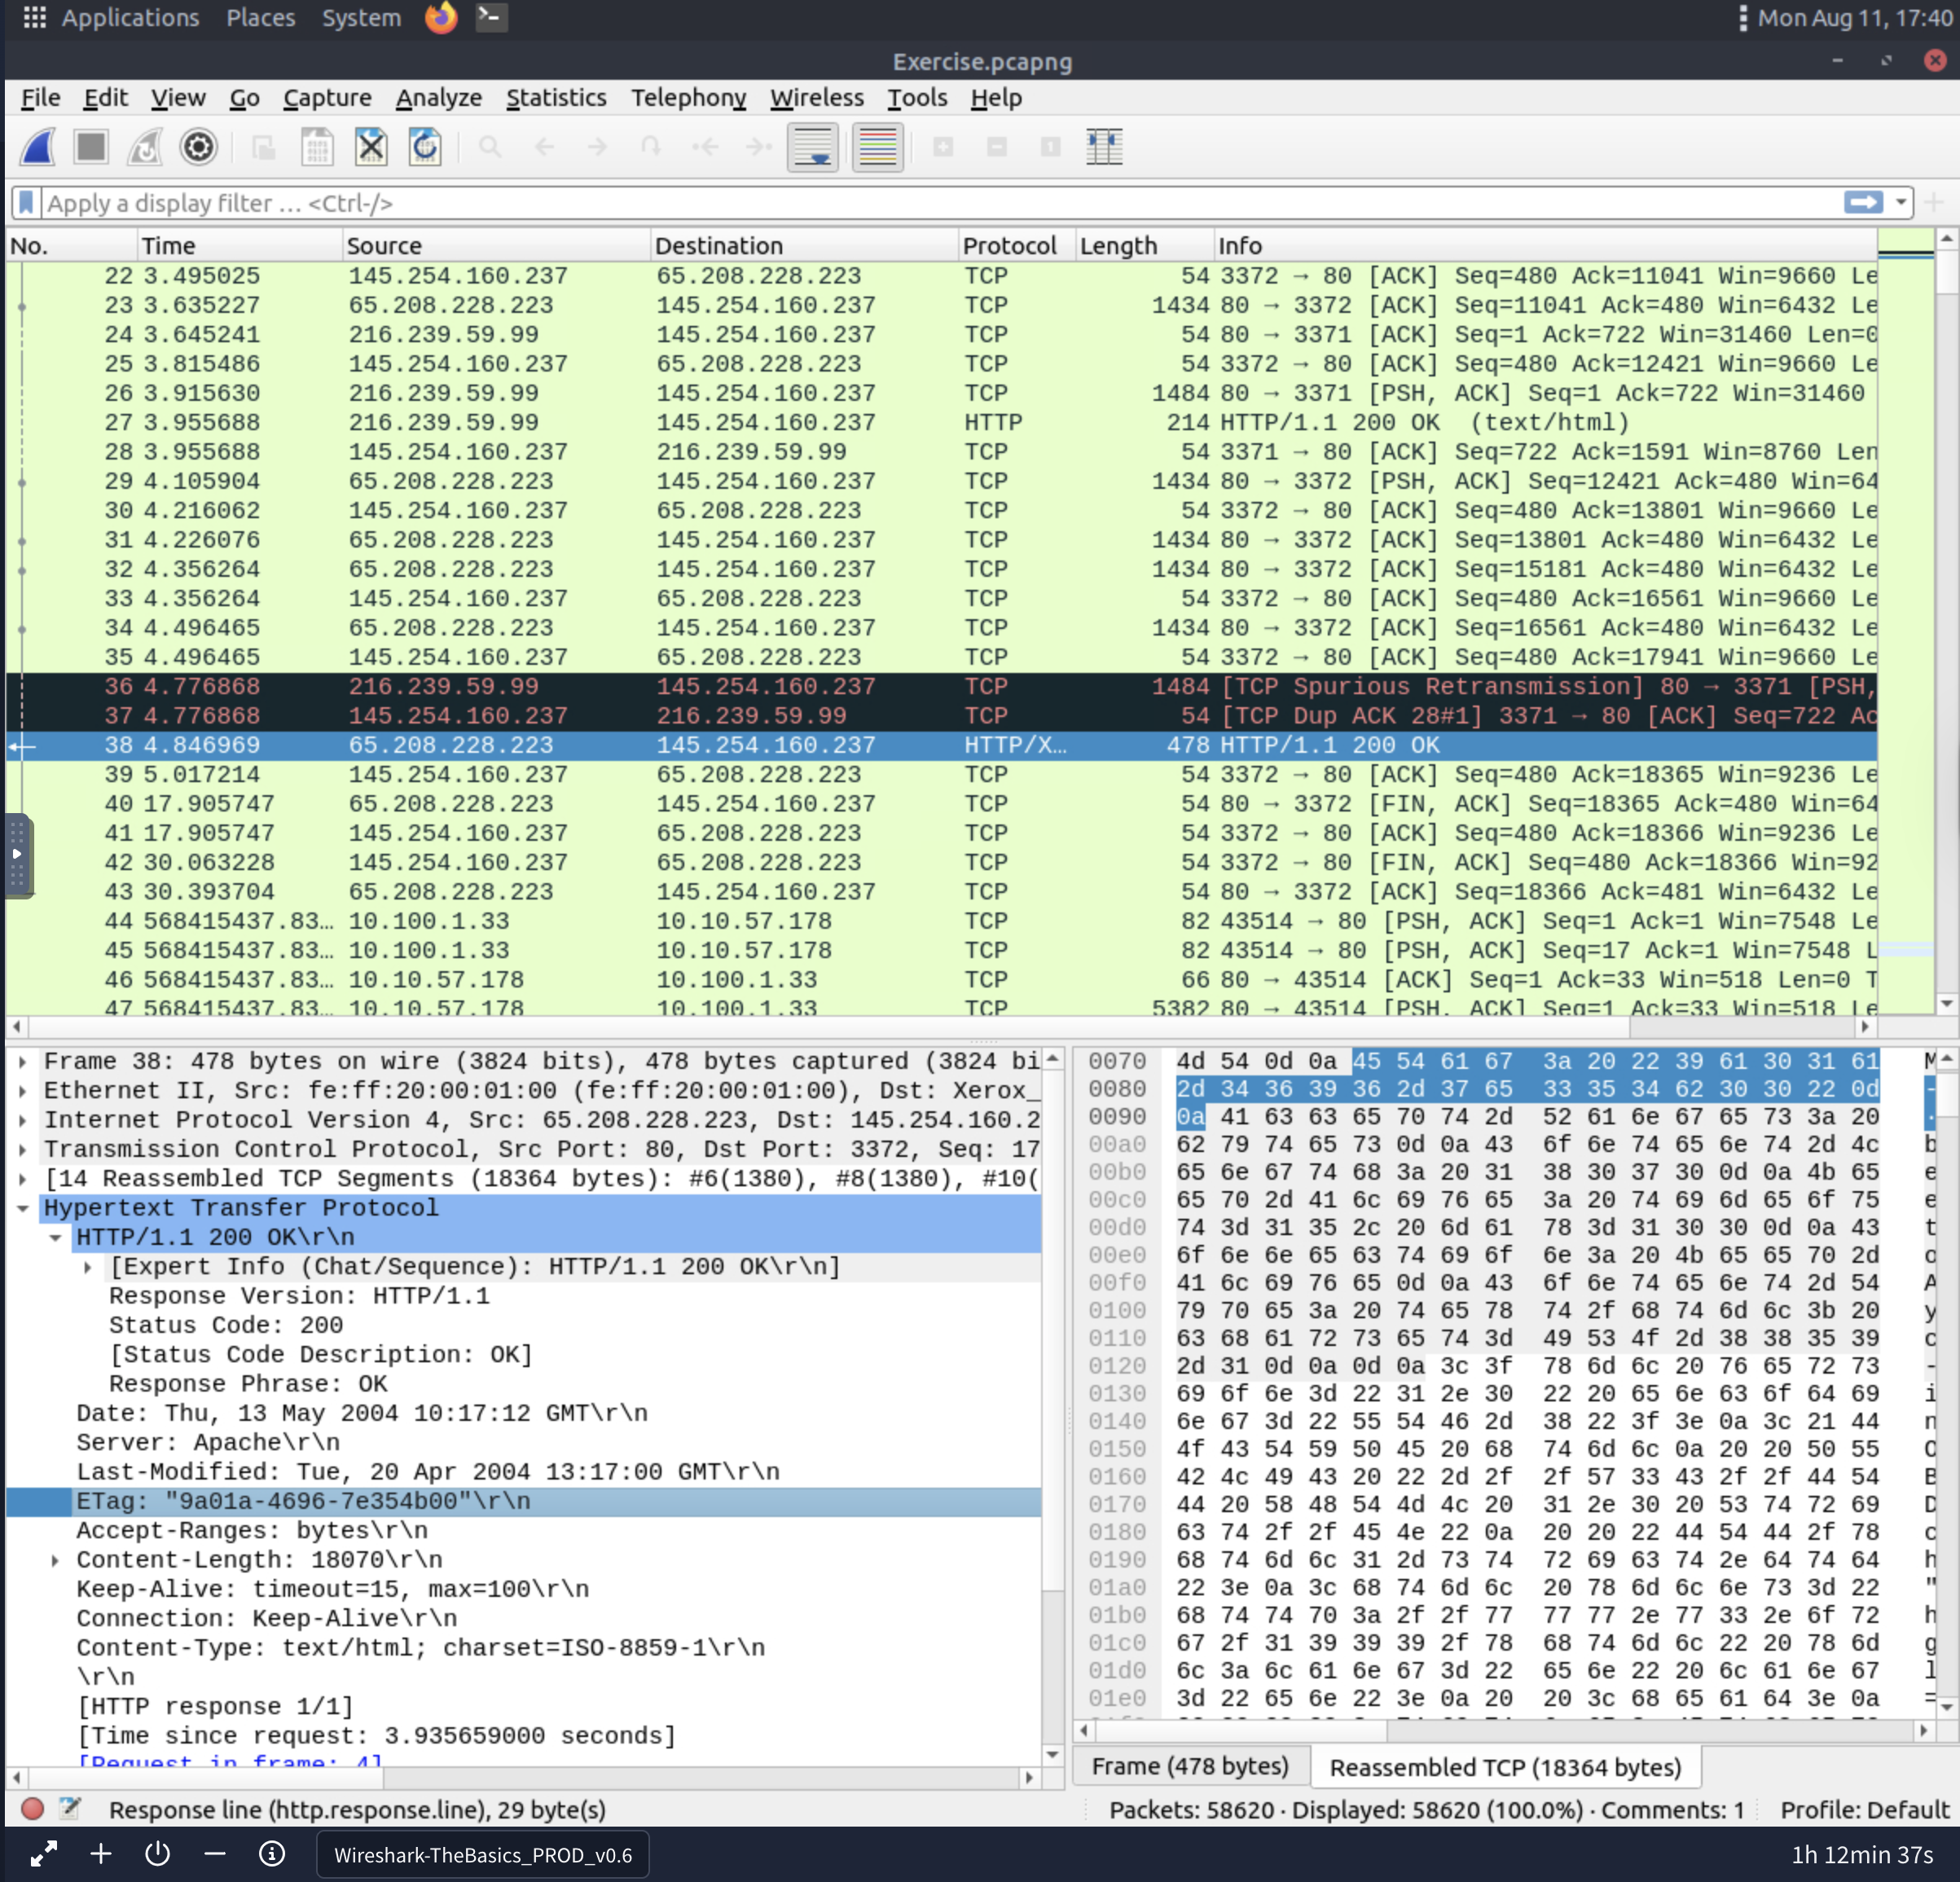 Applications Places System Mon Aug 11, 17:40
Exercise.pcapng
File Edit View Go Capture Analyze Statistics Telephony Wireless Tools Help
Apply a display filter … <Ctrl-/>
No. Time Source Destination Protocol Length Info
22 3.495025 145.254.160.237 65.208.228.223 TCP 54 3372 → 80 [ACK] Seq=480 Ack=11041 Win=9660 Le
23 3.635227 65.208.228.223 145.254.160.237 TCP 1434 80 → 3372 [ACK] Seq=11041 Ack=480 Win=6432 Le
24 3.645241 216.239.59.99 145.254.160.237 TCP 54 80 → 3371 [ACK] Seq=1 Ack=722 Win=31460 Len=0
25 3.815486 145.254.160.237 65.208.228.223 TCP 54 3372 → 80 [ACK] Seq=480 Ack=12421 Win=9660 Le
26 3.915630 216.239.59.99 145.254.160.237 TCP 1484 80 → 3371 [PSH, ACK] Seq=1 Ack=722 Win=31460
27 3.955688 216.239.59.99 145.254.160.237 HTTP 214 HTTP/1.1 200 OK (text/html)
28 3.955688 145.254.160.237 216.239.59.99 TCP 54 3371 → 80 [ACK] Seq=722 Ack=1591 Win=8760 Len
29 4.105904 65.208.228.223 145.254.160.237 TCP 1434 80 → 3372 [PSH, ACK] Seq=12421 Ack=480 Win=64
30 4.216062 145.254.160.237 65.208.228.223 TCP 54 3372 → 80 [ACK] Seq=480 Ack=13801 Win=9660 Le
31 4.226076 65.208.228.223 145.254.160.237 TCP 1434 80 → 3372 [ACK] Seq=13801 Ack=480 Win=6432 Le
32 4.356264 65.208.228.223 145.254.160.237 TCP 1434 80 → 3372 [ACK] Seq=15181 Ack=480 Win=6432 Le
33 4.356264 145.254.160.237 65.208.228.223 TCP 54 3372 → 80 [ACK] Seq=480 Ack=16561 Win=9660 Le
34 4.496465 65.208.228.223 145.254.160.237 TCP 1434 80 → 3372 [ACK] Seq=16561 Ack=480 Win=6432 Le
35 4.496465 145.254.160.237 65.208.228.223 TCP 54 3372 → 80 [ACK] Seq=480 Ack=17941 Win=9660 Le
36 4.776868 216.239.59.99 145.254.160.237 TCP 1484 [TCP Spurious Retransmission] 80 → 3371 [PSH,
37 4.776868 145.254.160.237 216.239.59.99 TCP 54 [TCP Dup ACK 28#1] 3371 → 80 [ACK] Seq=722 Ac
38 4.846969 65.208.228.223 145.254.160.237 HTTP/X… 478 HTTP/1.1 200 OK
39 5.017214 145.254.160.237 65.208.228.223 TCP 54 3372 → 80 [ACK] Seq=480 Ack=18365 Win=9236 Le
40 17.905747 65.208.228.223 145.254.160.237 TCP 54 80 → 3372 [FIN, ACK] Seq=18365 Ack=480 Win=64
41 17.905747 145.254.160.237 65.208.228.223 TCP 54 3372 → 80 [ACK] Seq=480 Ack=18366 Win=9236 Le
42 30.063228 145.254.160.237 65.208.228.223 TCP 54 3372 → 80 [FIN, ACK] Seq=480 Ack=18366 Win=92
43 30.393704 65.208.228.223 145.254.160.237 TCP 54 80 → 3372 [ACK] Seq=18366 Ack=481 Win=6432 Le
44 568415437.83… 10.100.1.33 10.10.57.178 TCP 82 43514 → 80 [PSH, ACK] Seq=1 Ack=1 Win=7548 Le
45 568415437.83… 10.100.1.33 10.10.57.178 TCP 82 43514 → 80 [PSH, ACK] Seq=17 Ack=1 Win=7548 L
46 568415437.83… 10.10.57.178 10.100.1.33 TCP 66 80 → 43514 [ACK] Seq=1 Ack=33 Win=518 Len=0 T
47 568415437.83… 10.10.57.178 10.100.1.33 TCP 5382 80 → 43514 [PSH, ACK] Seq=1 Ack=33 Win=518 Le
Frame 38: 478 bytes on wire (3824 bits), 478 bytes captured (3824 bi
Ethernet II, Src: fe:ff:20:00:01:00 (fe:ff:20:00:01:00), Dst: Xerox_
Internet Protocol Version 4, Src: 65.208.228.223, Dst: 145.254.160.2
Transmission Control Protocol, Src Port: 80, Dst Port: 3372, Seq: 17
[14 Reassembled TCP Segments (18364 bytes): #6(1380), #8(1380), #10(
Hypertext Transfer Protocol
HTTP/1.1 200 OK\r\n
[Expert Info (Chat/Sequence): HTTP/1.1 200 OK\r\n]
Response Version: HTTP/1.1
Status Code: 200
[Status Code Description: OK]
Response Phrase: OK
Date: Thu, 13 May 2004 10:17:12 GMT\r\n
Server: Apache\r\n
Last-Modified: Tue, 20 Apr 2004 13:17:00 GMT\r\n
ETag: "9a01a-4696-7e354b00"\r\n
Accept-Ranges: bytes\r\n
Content-Length: 18070\r\n
Keep-Alive: timeout=15, max=100\r\n
Connection: Keep-Alive\r\n
Content-Type: text/html; charset=ISO-8859-1\r\n
\r\n
[HTTP response 1/1]
[Time since request: 3.935659000 seconds]
[Request in frame: 4]
0070 4d 54 0d 0a 45 54 61 67 3a 20 22 39 61 30 31 61 M
0080 2d 34 36 39 36 2d 37 65 33 35 34 62 30 30 22 0d -
0090 0a 41 63 63 65 70 74 2d 52 61 6e 67 65 73 3a 20 .
00a0 62 79 74 65 73 0d 0a 43 6f 6e 74 65 6e 74 2d 4c b
00b0 65 6e 67 74 68 3a 20 31 38 30 37 30 0d 0a 4b 65 e
00c0 65 70 2d 41 6c 69 76 65 3a 20 74 69 6d 65 6f 75 e
00d0 74 3d 31 35 2c 20 6d 61 78 3d 31 30 30 0d 0a 43 t
00e0 6f 6e 6e 65 63 74 69 6f 6e 3a 20 4b 65 65 70 2d o
00f0 41 6c 69 76 65 0d 0a 43 6f 6e 74 65 6e 74 2d 54 A
0100 79 70 65 3a 20 74 65 78 74 2f 68 74 6d 6c 3b 20 y
0110 63 68 61 72 73 65 74 3d 49 53 4f 2d 38 38 35 39 c
0120 2d 31 0d 0a 0d 0a 3c 3f 78 6d 6c 20 76 65 72 73 -
0130 69 6f 6e 3d 22 31 2e 30 22 20 65 6e 63 6f 64 69 i
0140 6e 67 3d 22 55 54 46 2d 38 22 3f 3e 0a 3c 21 44 n
0150 4f 43 54 59 50 45 20 68 74 6d 6c 0a 20 20 50 55 O
0160 42 4c 49 43 20 22 2d 2f 2f 57 33 43 2f 2f 44 54 B
0170 44 20 58 48 54 4d 4c 20 31 2e 30 20 53 74 72 69 D
0180 63 74 2f 2f 45 4e 22 0a 20 20 22 44 54 44 2f 78 c
0190 68 74 6d 6c 31 2d 73 74 72 69 63 74 2e 64 74 64 h
01a0 22 3e 0a 3c 68 74 6d 6c 20 78 6d 6c 6e 73 3d 22 "
01b0 68 74 74 70 3a 2f 2f 77 77 77 2e 77 33 2e 6f 72 h
01c0 67 2f 31 39 39 39 2f 78 68 74 6d 6c 22 20 78 6d g
01d0 6c 3a 6c 61 6e 67 3d 22 65 6e 22 20 6c 61 6e 67 l
01e0 3d 22 65 6e 22 3e 0a 20 20 3c 68 65 61 64 3e 0a =
Frame (478 bytes) Reassembled TCP (18364 bytes)
Response line (http.response.line), 29 byte(s) Packets: 58620 · Displayed: 58620 (100.0%) · Comments: 1 Profile: Default
Wireshark-TheBasics_PROD_v0.6 1h 12min 37s